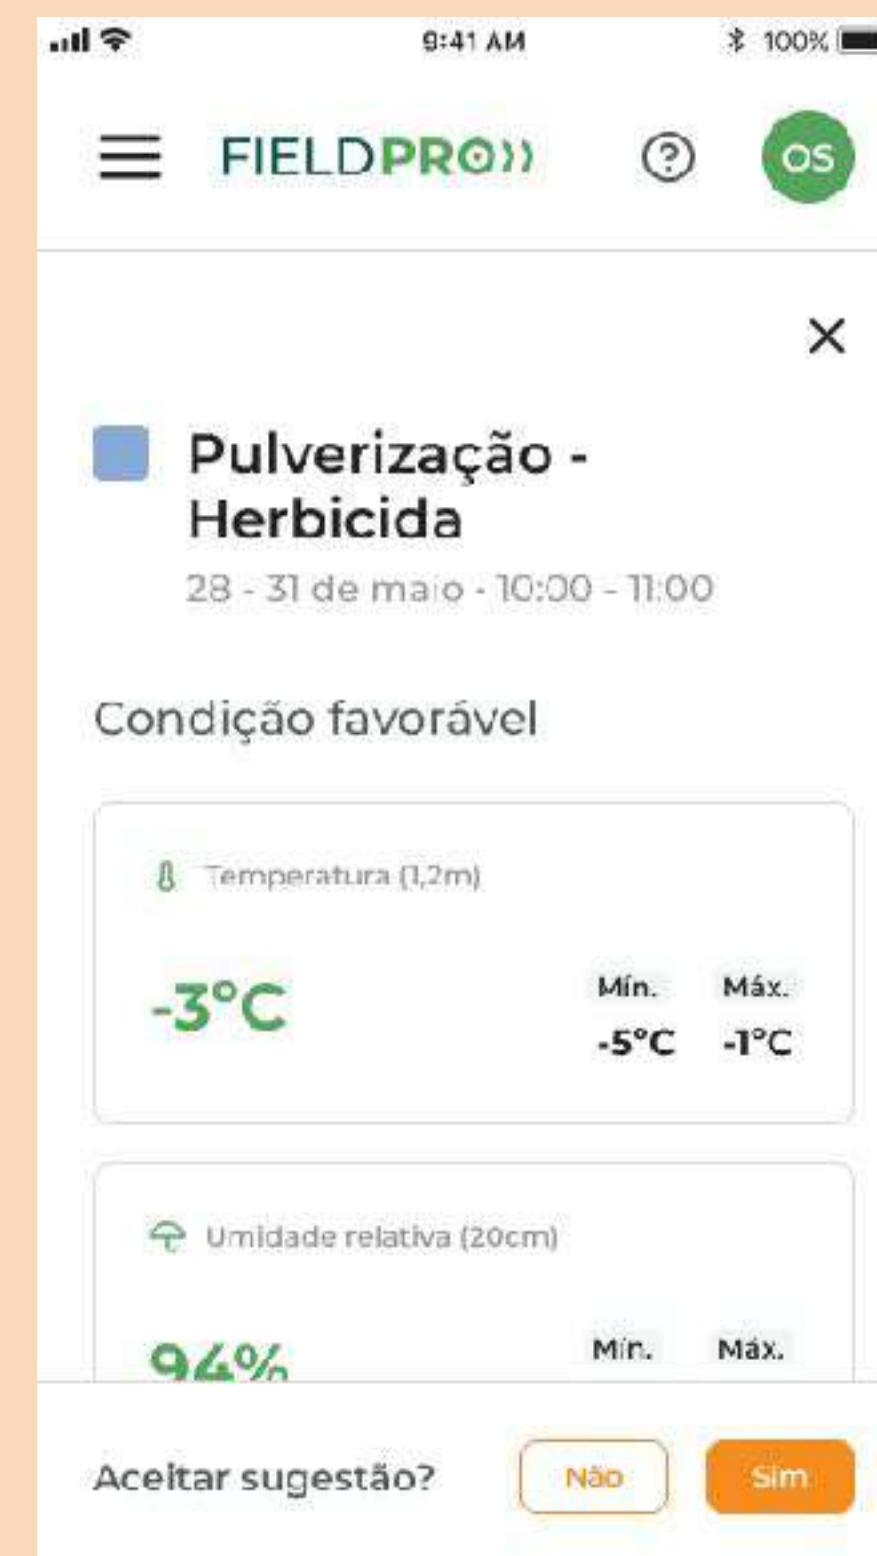 9:41 AM 100%
FIELDPRO OS
Pulverização -
Herbicida
28 - 31 de maio - 10:00 - 11:00
Condição favorável
Temperatura (1,2m)
-3°C
Mín. Máx.
-5°C -1°C
Umidade relativa (20cm)
94%
Mín. Máx.
Aceitar sugestão? Não Sim